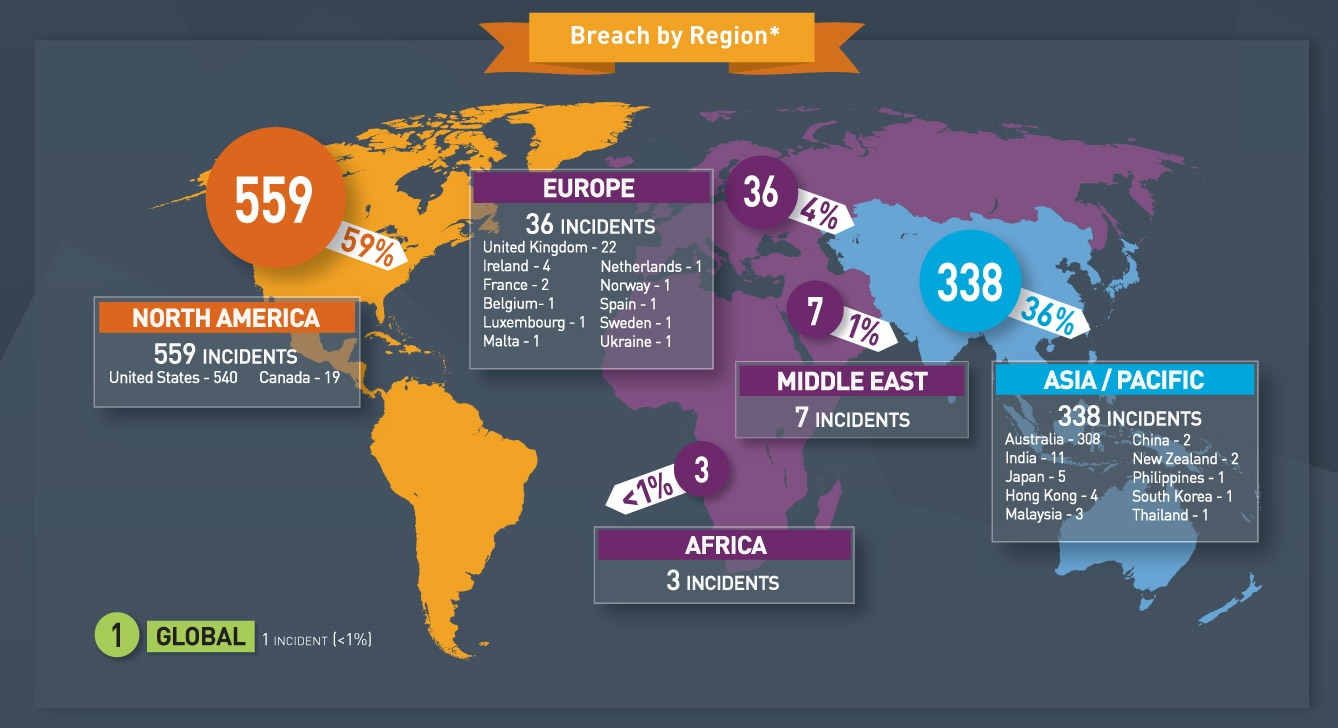 Breach by Region*
559
59%
NORTH AMERICA
559 INCIDENTS
United States - 540 Canada - 19
EUROPE
36 INCIDENTS
United Kingdom - 22
Ireland - 4 Netherlands - 1
France - 2 Norway - 1
Belgium- 1 Spain - 1
Luxembourg - 1 Sweden - 1
Malta - 1 Ukraine - 1
36
4%
7
1%
MIDDLE EAST
7 INCIDENTS
338
36%
ASIA / PACIFIC
338 INCIDENTS
Australia - 308 China - 2
India - 11 New Zealand - 2
Japan - 5 Philippines - 1
Hong Kong - 4 South Korea - 1
Malaysia - 3 Thailand - 1
3
<1%
AFRICA
3 INCIDENTS
1 GLOBAL 1 INCIDENT (<1%)